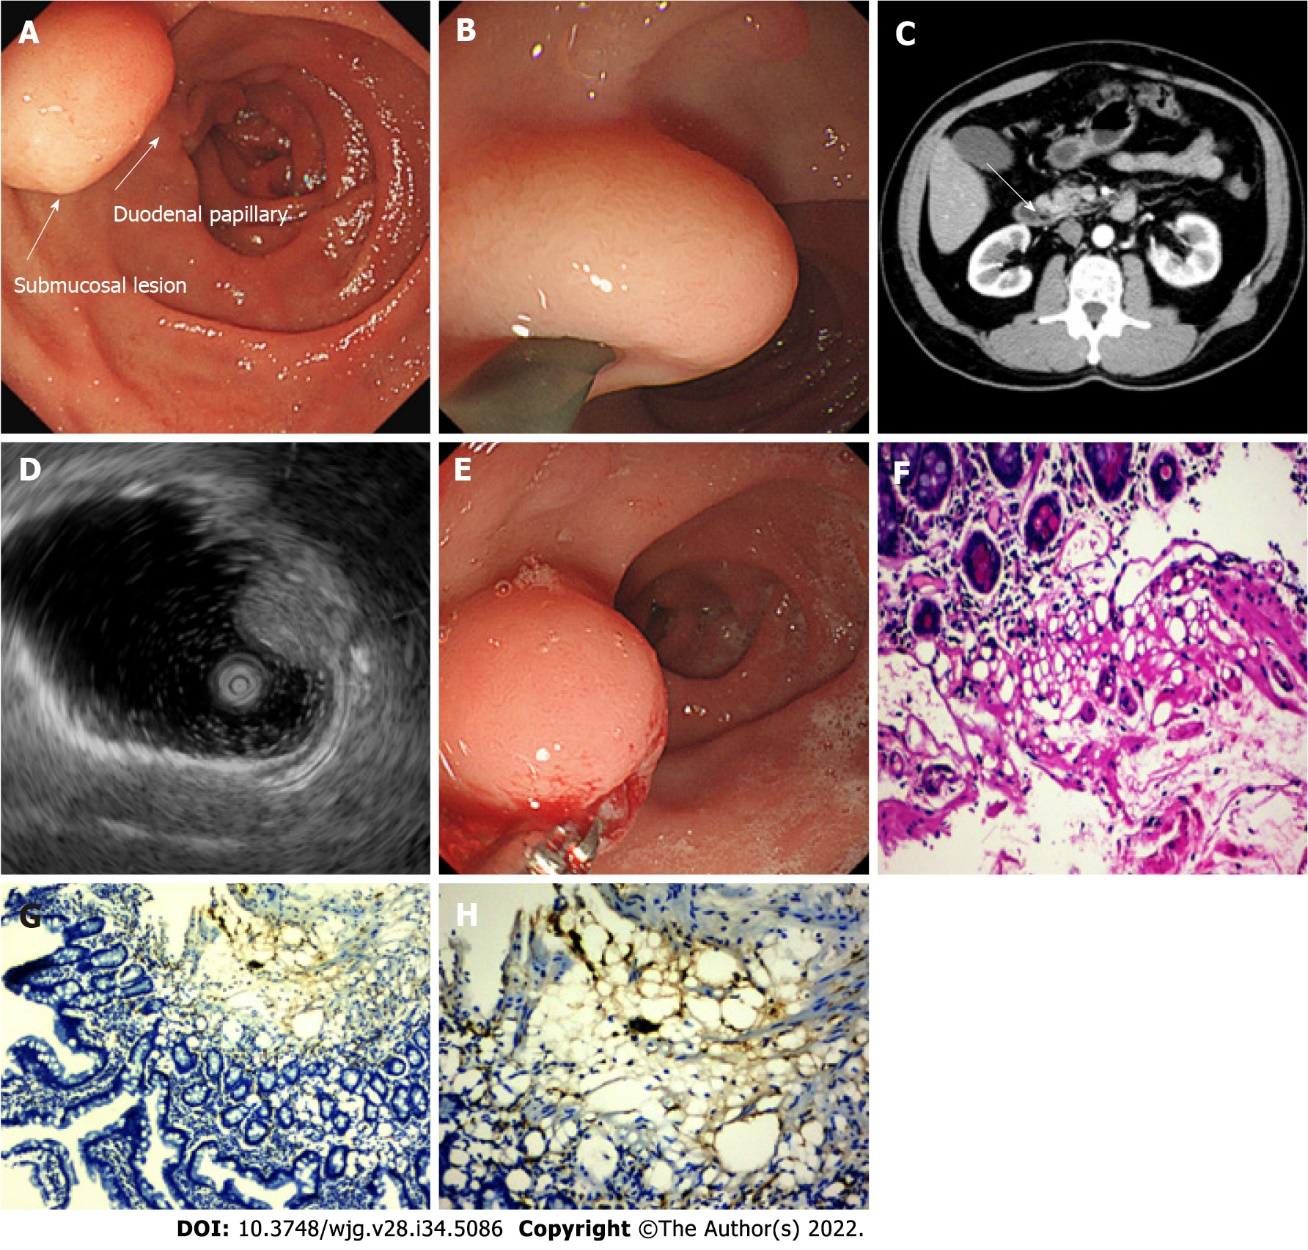 A
B
C
Duodenal papillary
Submucosal lesion
D
E
F
G
H
DOI: 10.3748/wjg.v28.i34.5086 Copyright ©The Author(s) 2022.